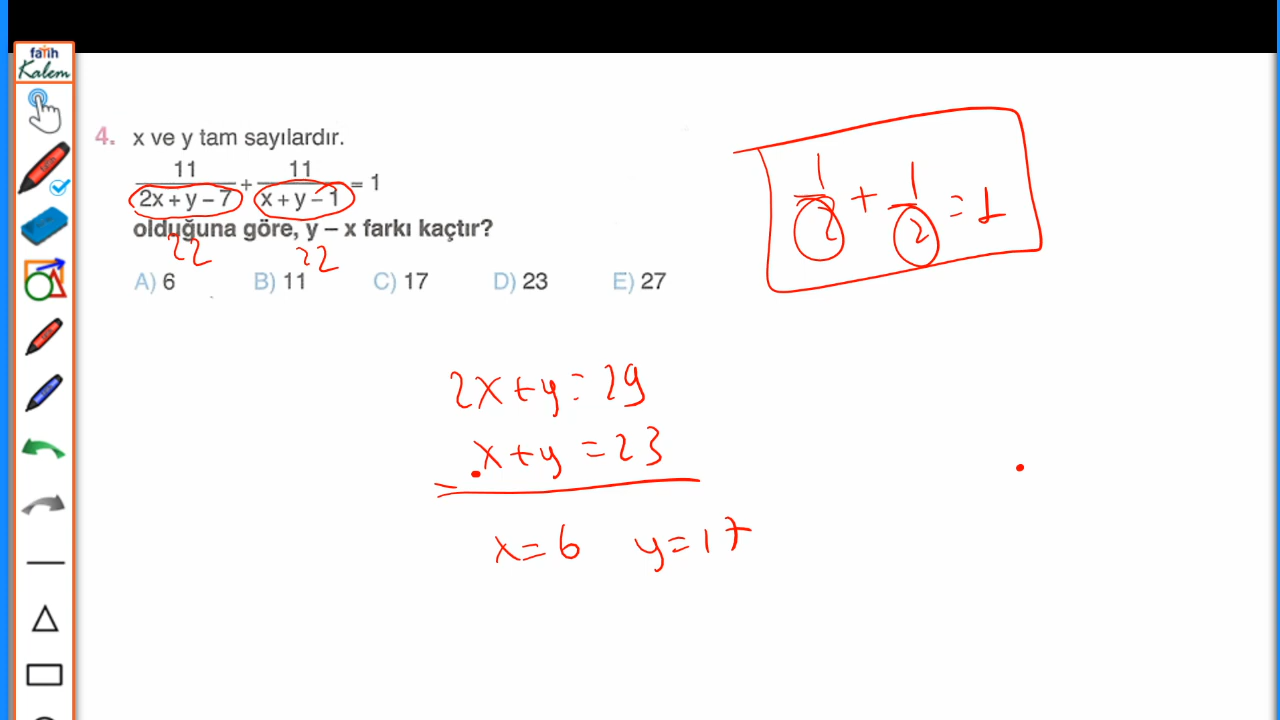 fatih
Kalem
4. x ve y tam sayılardır.
11/(2x + y – 7) + 11/(x + y – 1) = 1
olduğuna göre, y – x farkı kaçtır?
22 22
A) 6 B) 11 C) 17 D) 23 E) 27
1/2 + 1/2 = 1
2x + y = 29
x + y = 23
x = 6 y = 17